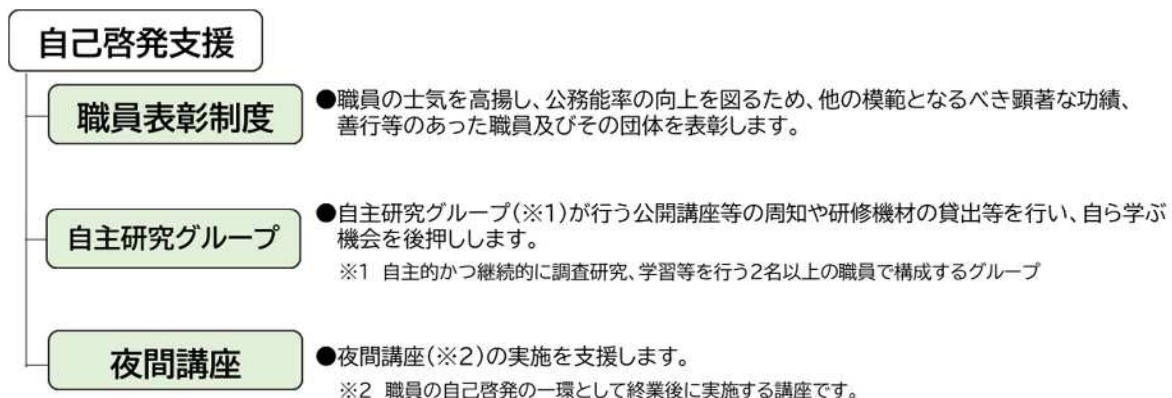 自己啓発支援
職員表彰制度
●職員の士気を高揚し、公務能率の向上を図るため、他の模範となるべき顕著な功績、
善行等のあった職員及びその団体を表彰します。
自主研究グループ
●自主研究グループ(※1)が行う公開講座等の周知や研修機材の貸出等を行い、自ら学ぶ
機会を後押しします。
※1 自主的かつ継続的に調査研究、学習等を行う2名以上の職員で構成するグループ
夜間講座
●夜間講座(※2)の実施を支援します。
※2 職員の自己啓発の一環として終業後に実施する講座です。